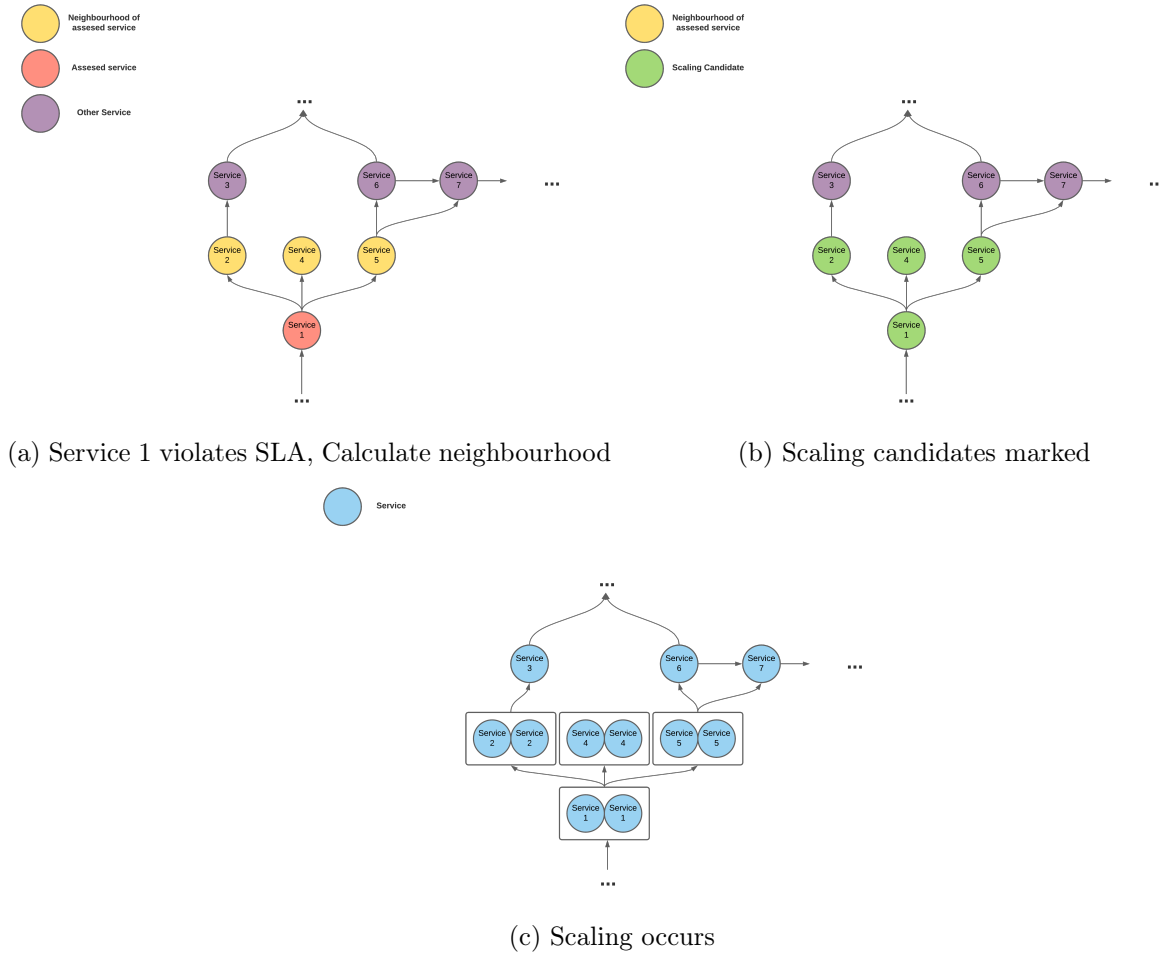 Neighbourhood of
assesed service
Assesed service
Other Service
...
Service
3
Service
6
Service
7
...
Service
2
Service
4
Service
5
Service
1
...
(a) Service 1 violates SLA, Calculate neighbourhood
Neighbourhood of
assesed service
Scaling Candidate
...
Service
3
Service
6
Service
7
..
Service
2
Service
4
Service
5
Service
1
...
(b) Scaling candidates marked
Service
...
Service
3
Service
6
Service
7
...
Service
2
Service
2
Service
4
Service
4
Service
5
Service
5
Service
1
Service
1
...
(c) Scaling occurs